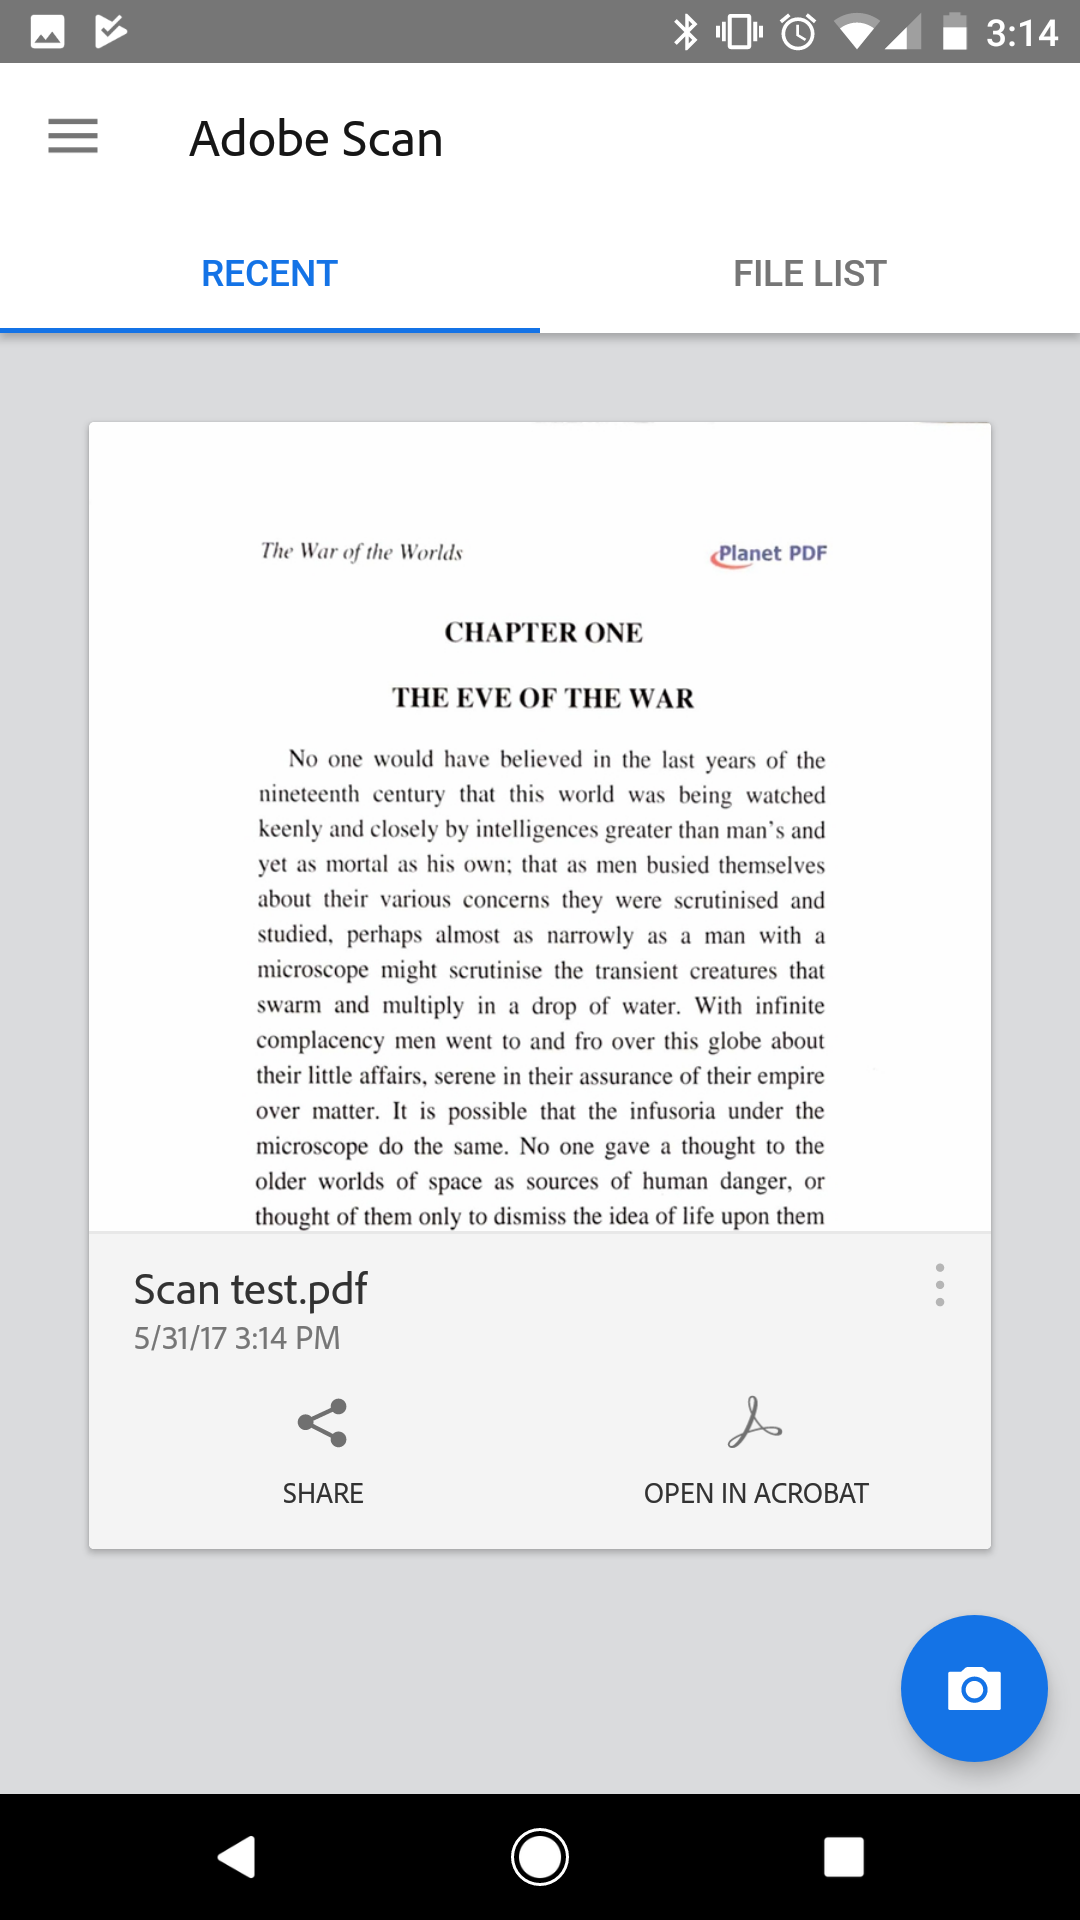 3:14
Adobe Scan
RECENT
FILE LIST
The War of the Worlds
Planet PDF
CHAPTER ONE
THE EVE OF THE WAR
No one would have believed in the last years of the
nineteenth century that this world was being watched
keenly and closely by intelligences greater than man's and
yet as mortal as his own; that as men busied themselves
about their various concerns they were scrutinised and
studied, perhaps almost as narrowly as a man with a
microscope might scrutinise the transient creatures that
swarm and multiply in a drop of water. With infinite
complacency men went to and fro over this globe about
their little affairs, serene in their assurance of their empire
over matter. It is possible that the infusoria under the
microscope do the same. No one gave a thought to the
older worlds of space as sources of human danger, or
thought of them only to dismiss the idea of life upon them
Scan test.pdf
5/31/17 3:14 PM
SHARE
OPEN IN ACROBAT